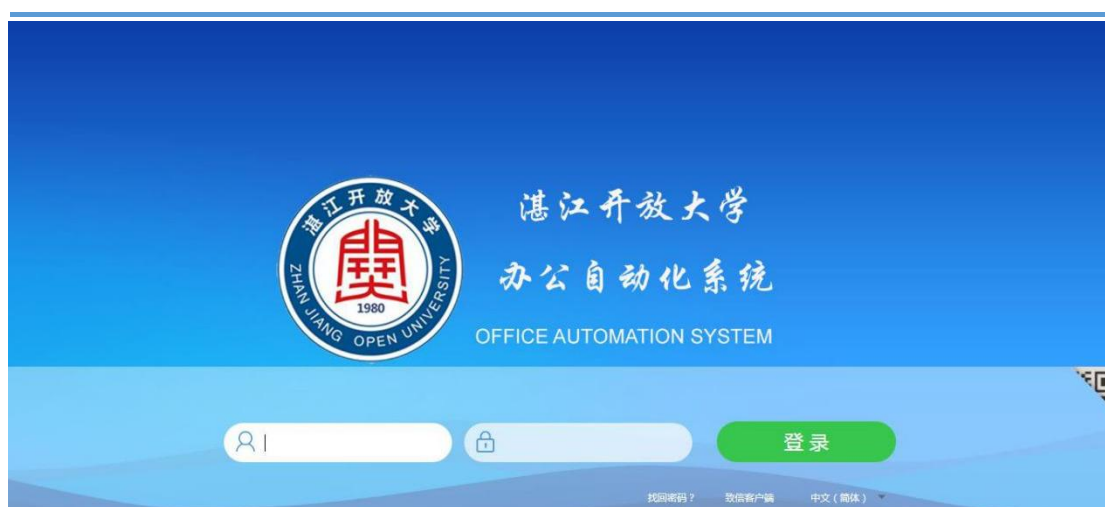 湛江开放大学
ZHAN JIANG OPEN UNIVERSITY
1980
湛江开放大学
办公自动化系统
OFFICE AUTOMATION SYSTEM
登录
找回密码？ 致信客户端 中文（简体）